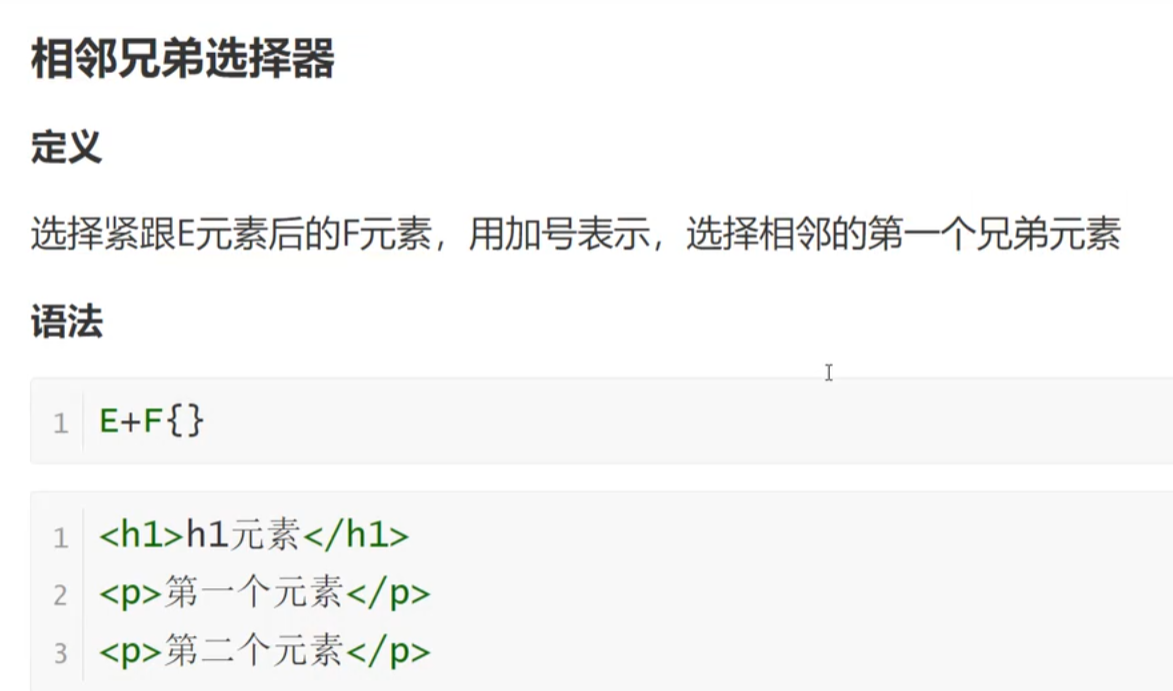 相邻兄弟选择器
定义
选择紧跟E元素后的F元素，用加号表示，选择相邻的第一个兄弟元素
语法
1 E+F{}
1 <h1>h1元素</h1>
2 <p>第一个元素</p>
3 <p>第二个元素</p>